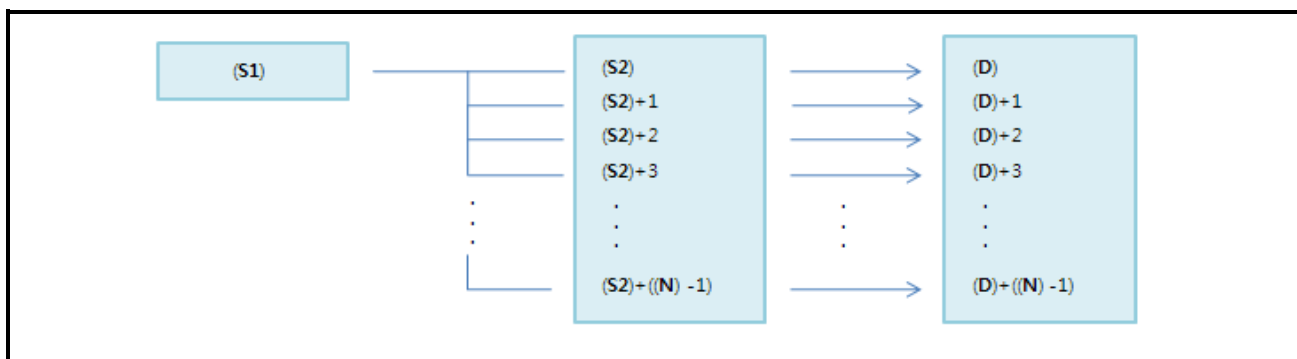 (S1) (S2) (D)
(S2)+1 (D)+1
(S2)+2 (D)+2
(S2)+3 (D)+3
(S2)+((N) -1) (D)+((N) -1)